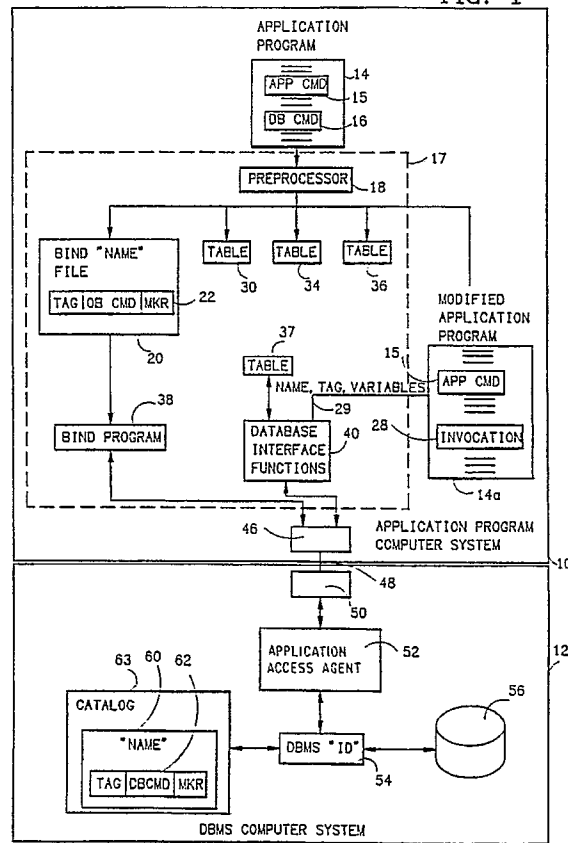 FIG. 1
APPLICATION
PROGRAM
14
APP CMD
15
DB CMD
16
17
PREPROCESSOR
18
BIND "NAME"
FILE
TAG DB CMD MKR
22
20
TABLE
30
TABLE
34
TABLE
36
MODIFIED
APPLICATION
PROGRAM
37
TABLE
NAME, TAG, VARIABLES
29
15
APP CMD
28
INVOCATION
14a
38
BIND PROGRAM
DATABASE
INTERFACE
FUNCTIONS
40
46
APPLICATION PROGRAM
COMPUTER SYSTEM
10
48
50
APPLICATION
ACCESS AGENT
52
12
63
60
62
CATALOG
"NAME"
TAG DBCMD MKR
DBMS "ID"
54
56
DBMS COMPUTER SYSTEM